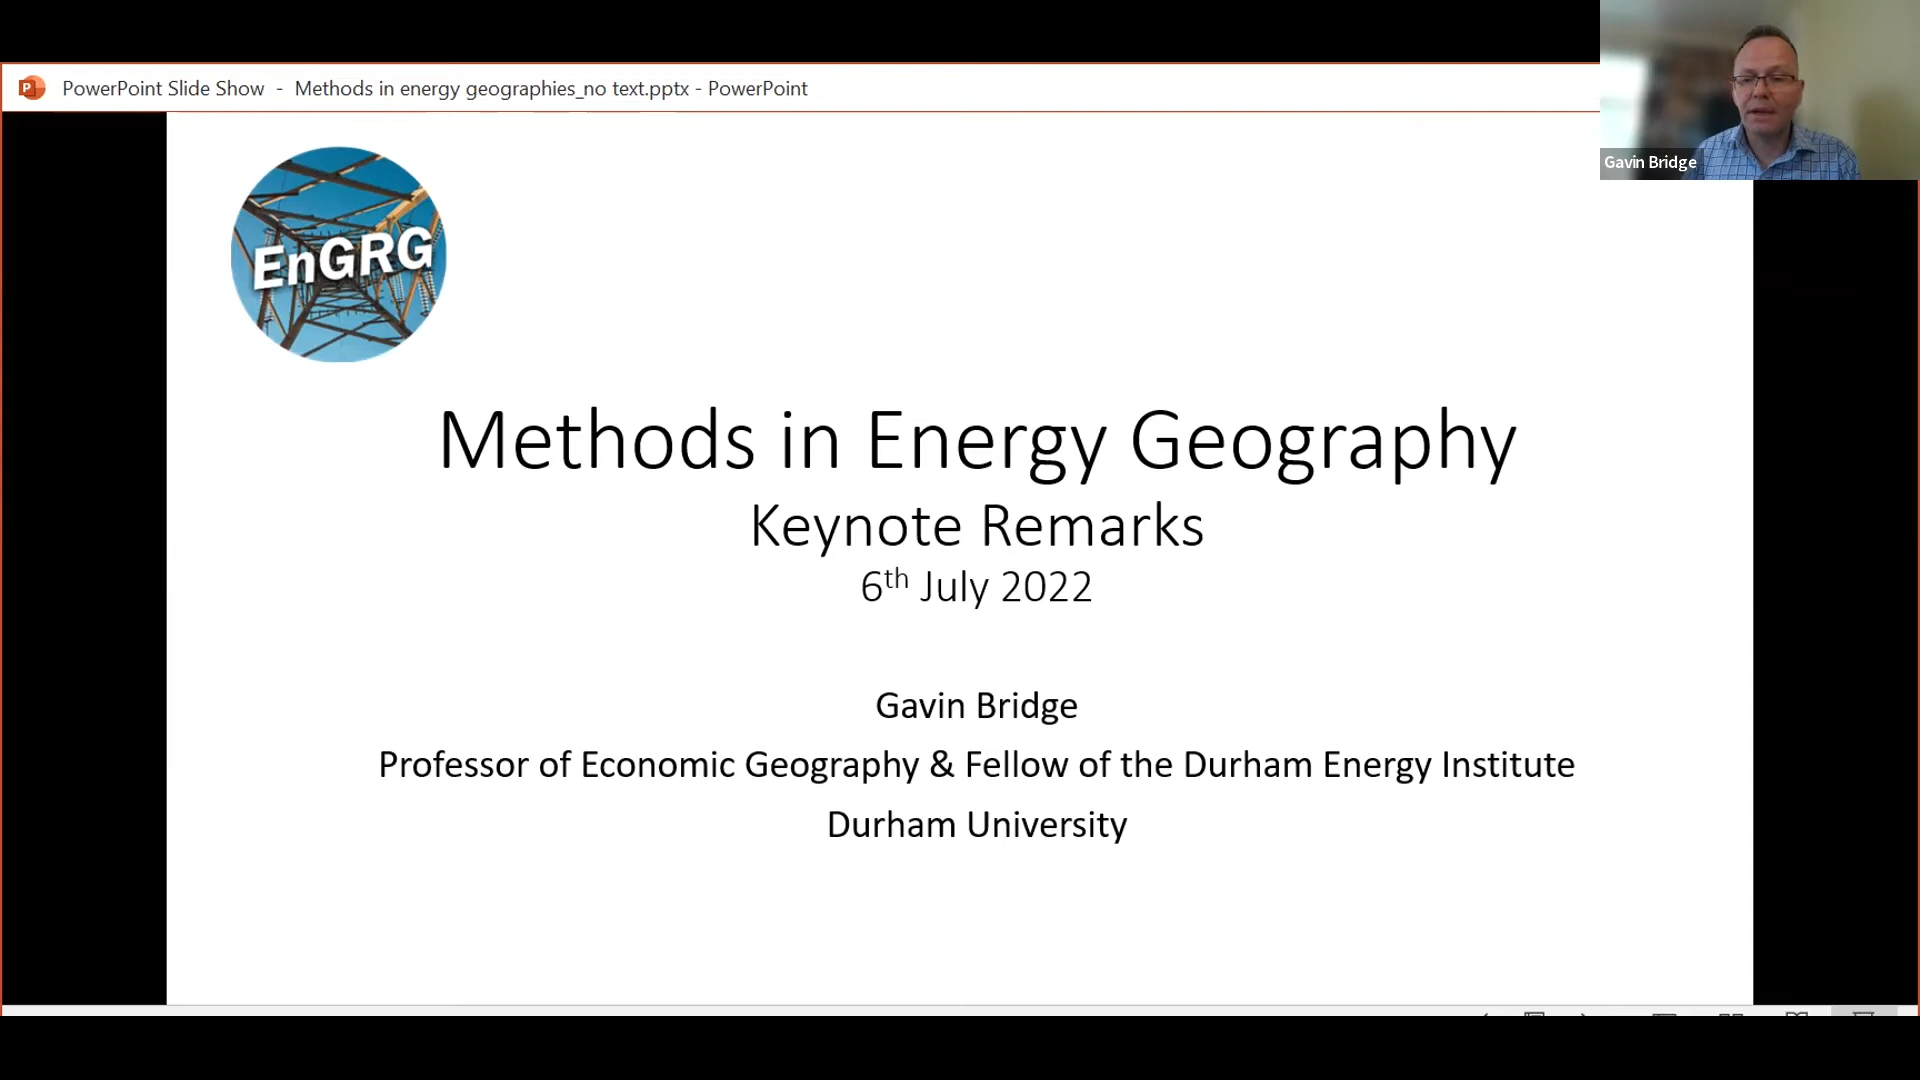 PowerPoint Slide Show - Methods in energy geographies_no text.pptx - PowerPoint
Gavin Bridge
EnGRG
Methods in Energy Geography
Keynote Remarks
6th July 2022
Gavin Bridge
Professor of Economic Geography & Fellow of the Durham Energy Institute
Durham University